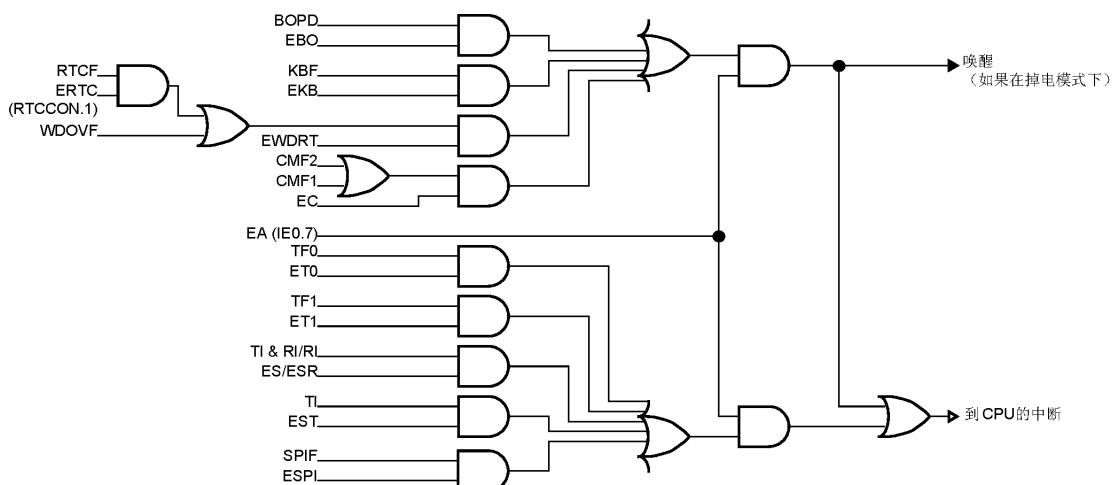 BOPD
EBO
RTCF
ERTC
(RTCCON.1)
WDOVF
KBF
EKB
EWDRT
CMF2
CMF1
EC
唤醒
（如果在掉电模式下）
EA (IE0.7)
TF0
ET0
TF1
ET1
TI & RI/RI
ES/ESR
TI
EST
SPIF
ESPI
到 CPU的中断